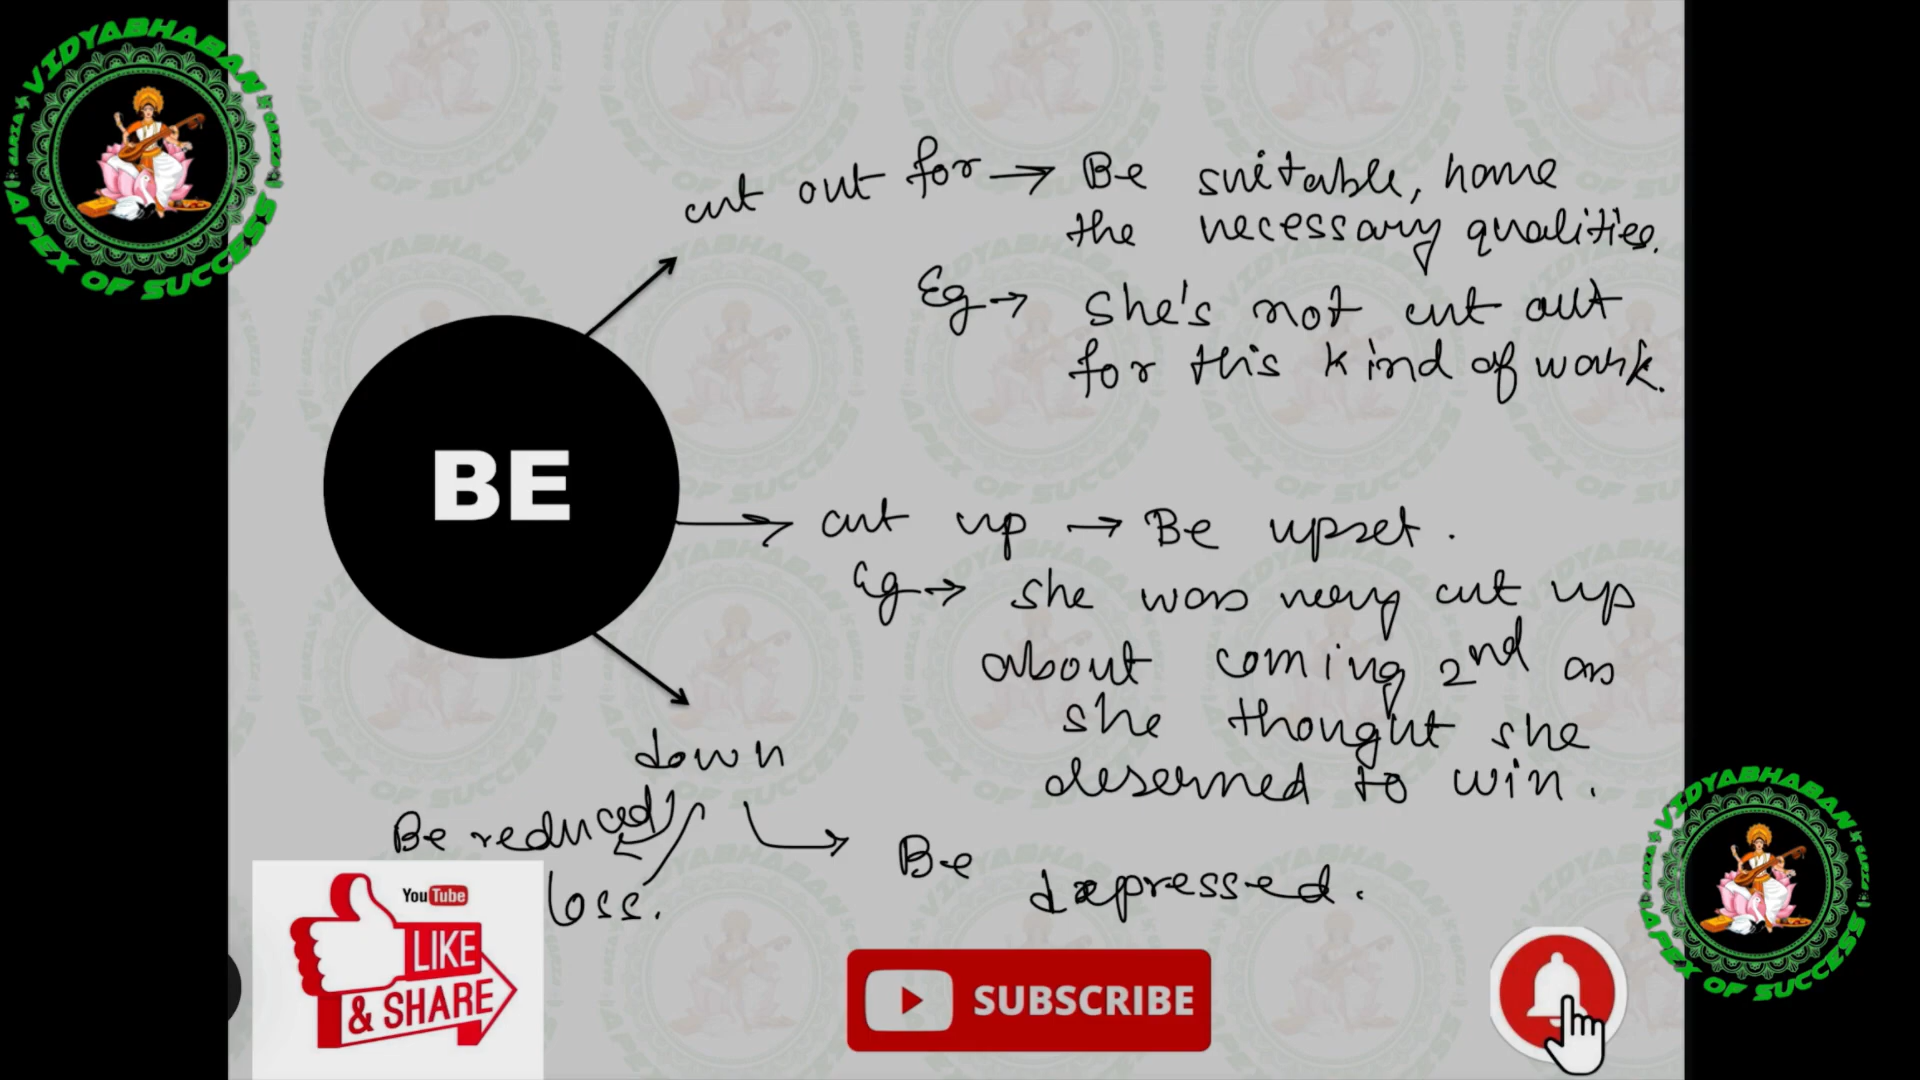 VIDYABHABAN
GARIA
APEX OF SUCCESS
BE
cut out for → Be suitable, have
the necessary qualities.
Eg → She's not cut out
for this kind of work.
cut up → Be upset.
Eg → She was very cut up
about coming 2nd as
she thought she
deserved to win.
down
Be reduced
loss.
Be
depressed.
YouTube
LIKE
& SHARE
SUBSCRIBE
VIDYABHABAN
GARIA
APEX OF SUCCESS